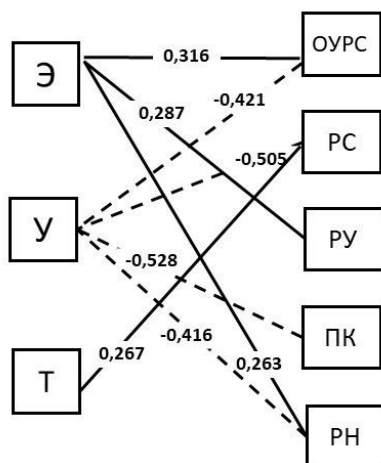 ОУРС
0,316
Э
-0,421
0,287
РС
-0,505
У
РУ
-0,528
ПК
-0,416
Т
0,267
0,263
РН